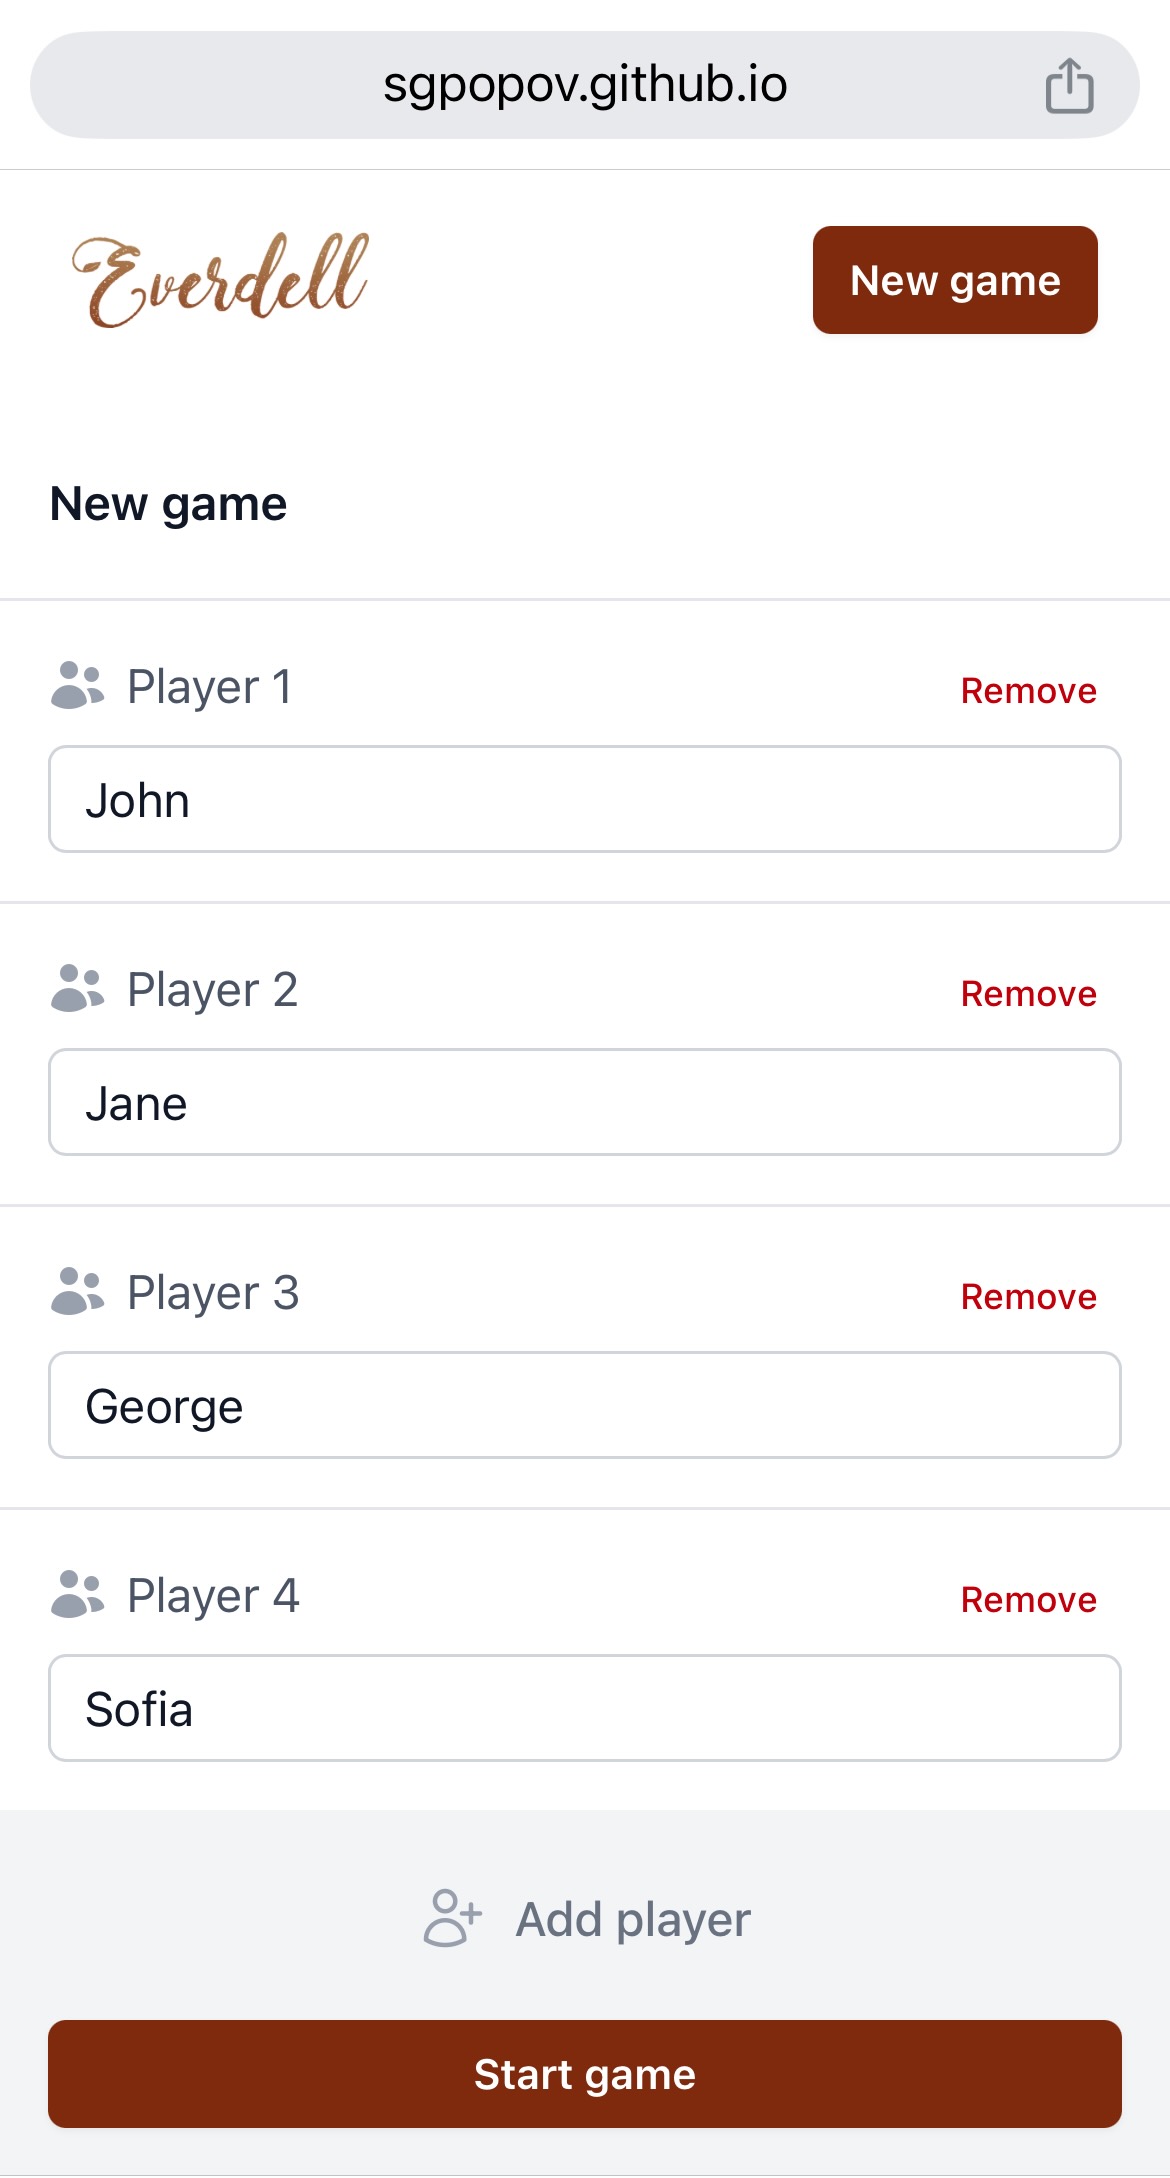 sgpopov.github.io
Everdell
New game
New game
Player 1
Remove
John
Player 2
Remove
Jane
Player 3
Remove
George
Player 4
Remove
Sofia
Add player
Start game